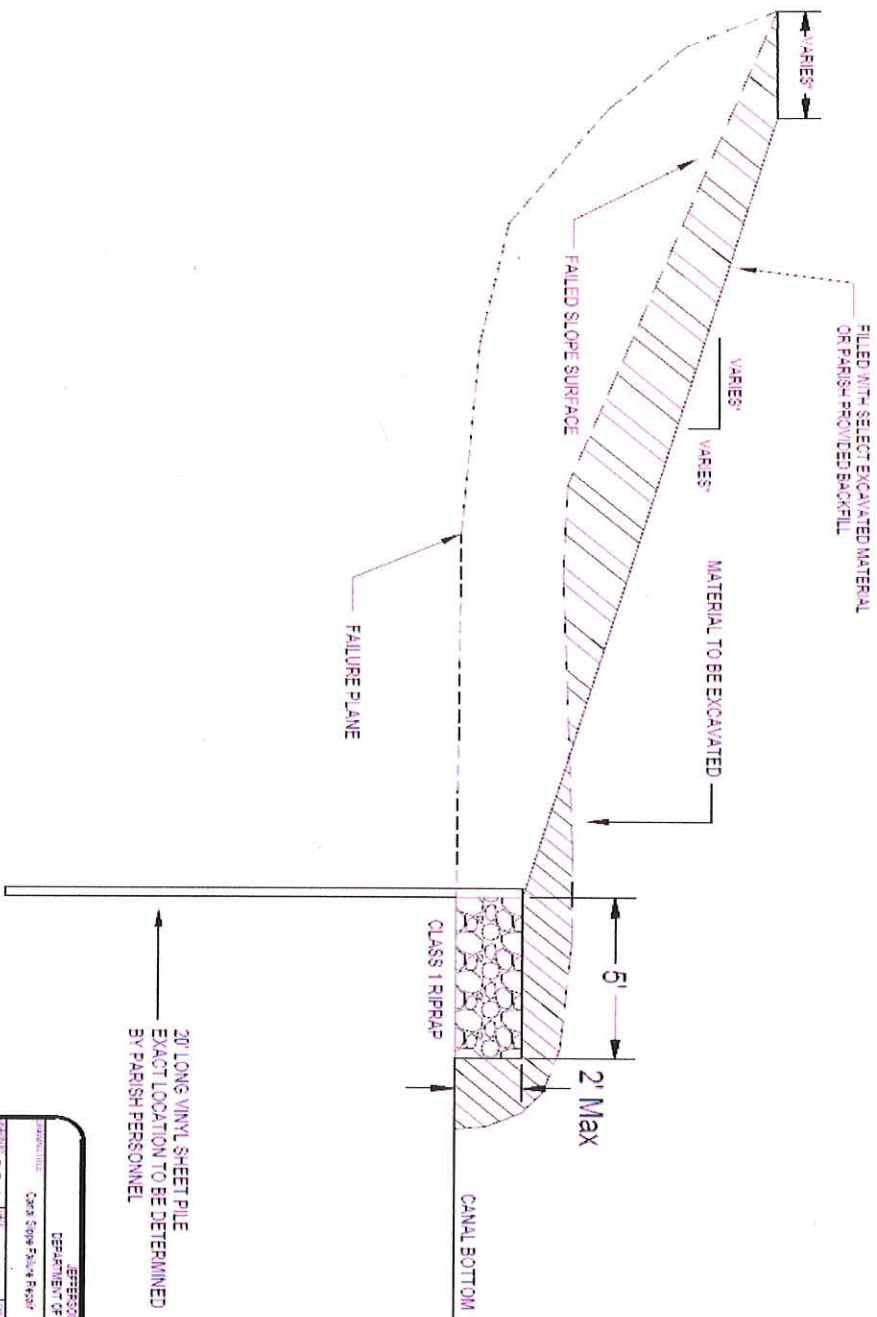 VARIES*
FILLED WITH SELECT EXCAVATED MATERIAL
OR PARISH PROVIDED BACKFILL
VARIES*
VARIES*
FAILED SLOPE SURFACE
MATERIAL TO BE EXCAVATED
FAILURE PLANE
5'
2' Max
CLASS 1 RIPRAP
CANAL BOTTOM
20' LONG VINYL SHEET PILE
EXACT LOCATION TO BE DETERMINED
BY PARISH PERSONNEL
DEPARTMENT OF
Canal Slope Failure Repair